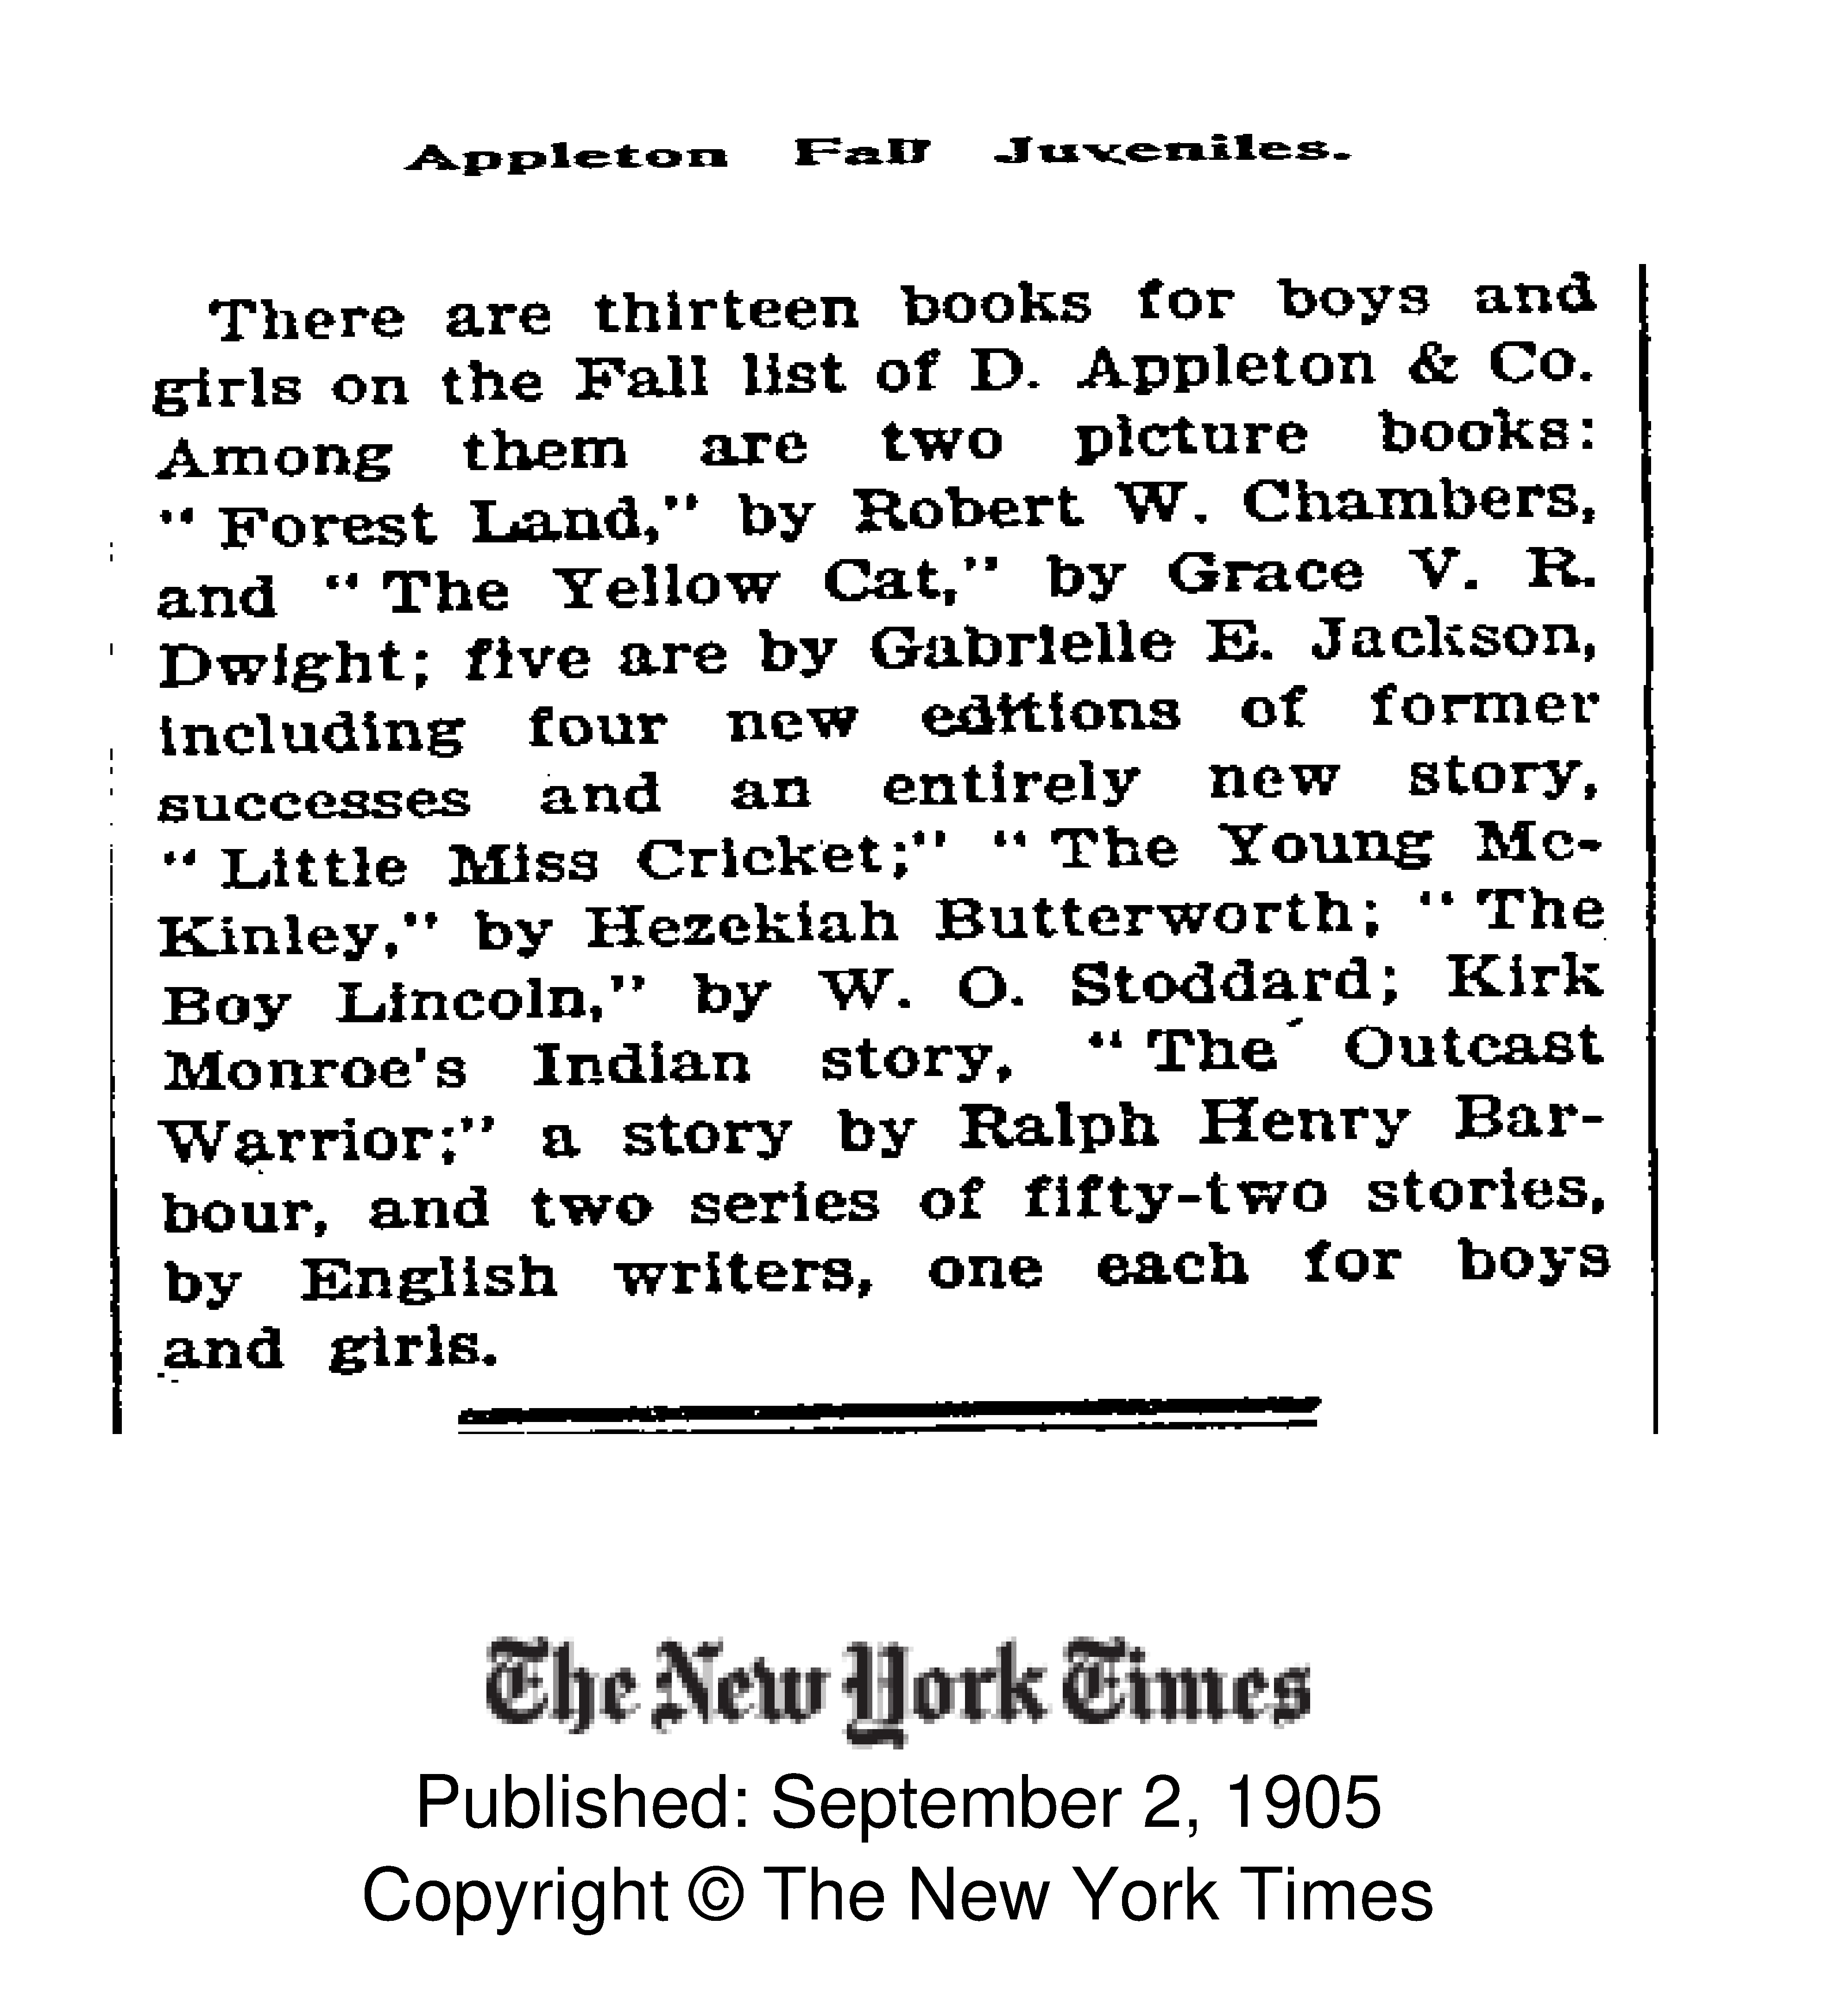 Appleton Fall Juveniles.
There are thirteen books for boys and
girls on the Fall list of D. Appleton & Co.
Among them are two picture books:
" Forest Land," by Robert W. Chambers,
and " The Yellow Cat," by Grace V. R.
Dwight; five are by Gabrielle E. Jackson,
including four new editions of former
successes and an entirely new story,
" Little Miss Cricket;" " The Young Mc-
Kinley," by Hezekiah Butterworth; " The
Boy Lincoln," by W. O. Stoddard; Kirk
Monroe's Indian story, " The Outcast
Warrior;" a story by Ralph Henry Bar-
bour, and two series of fifty-two stories,
by English writers, one each for boys
and girls.
The New York Times
Published: September 2, 1905
Copyright © The New York Times